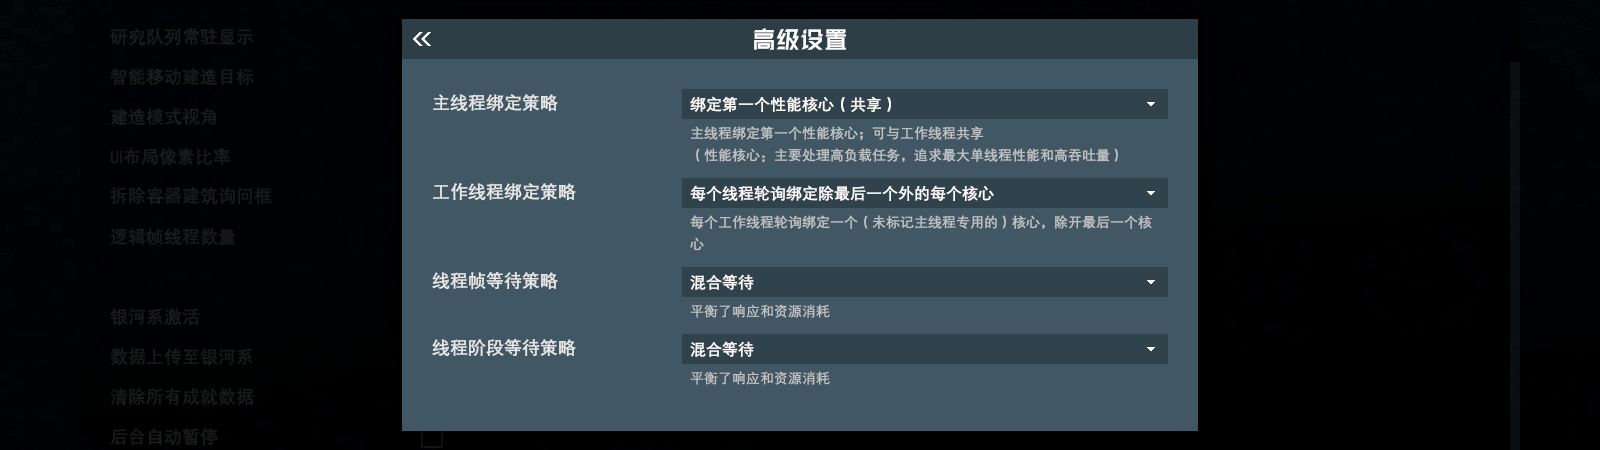 研究队列常驻显示
智能移动建造目标
建造模式视角
UI布局像素比率
拆除容器建筑询问框
逻辑帧线程数量
银河系激活
数据上传至银河系
清除所有成就数据
后台自动暂停
高级设置
主线程绑定策略
绑定第一个性能核心（共享）
主线程绑定第一个性能核心；可与工作线程共享
（性能核心：主要处理高负载任务，追求最大单线程性能和高吞吐量）
工作线程绑定策略
每个线程轮询绑定除最后一个外的每个核心
每个工作线程轮询绑定一个（未标记主线程专用的）核心，除开最后一个核
心
线程帧等待策略
混合等待
平衡了响应和资源消耗
线程阶段等待策略
混合等待
平衡了响应和资源消耗